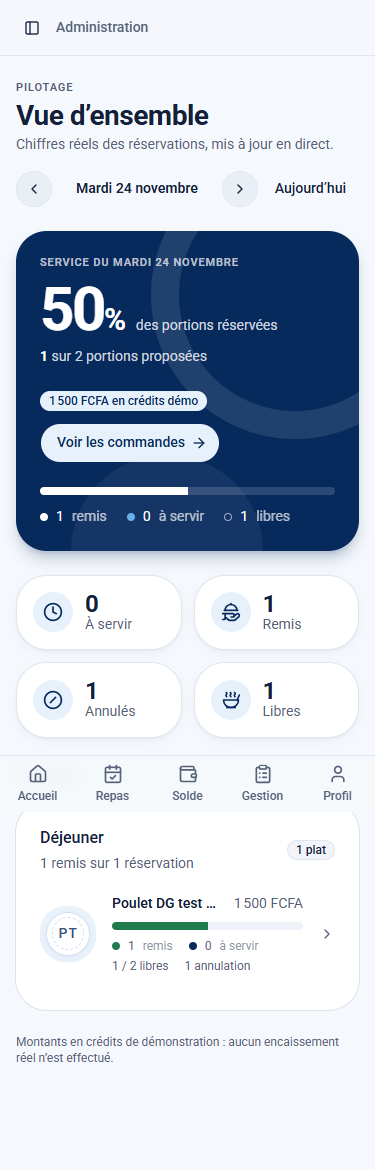 Administration
PILOTAGE
Vue d’ensemble
Chiffres réels des réservations, mis à jour en direct.
Mardi 24 novembre
Aujourd’hui
SERVICE DU MARDI 24 NOVEMBRE
50% des portions réservées
1 sur 2 portions proposées
1 500 FCFA en crédits démo
Voir les commandes
1 remis 0 à servir 1 libres
0
À servir
1
Remis
1
Annulés
1
Libres
Accueil Repas Solde Gestion Profil
Déjeuner
1 plat
1 remis sur 1 réservation
PT
Poulet DG test ... 1 500 FCFA
1 remis 0 à servir
1 / 2 libres 1 annulation
Montants en crédits de démonstration : aucun encaissement
réel n’est effectué.